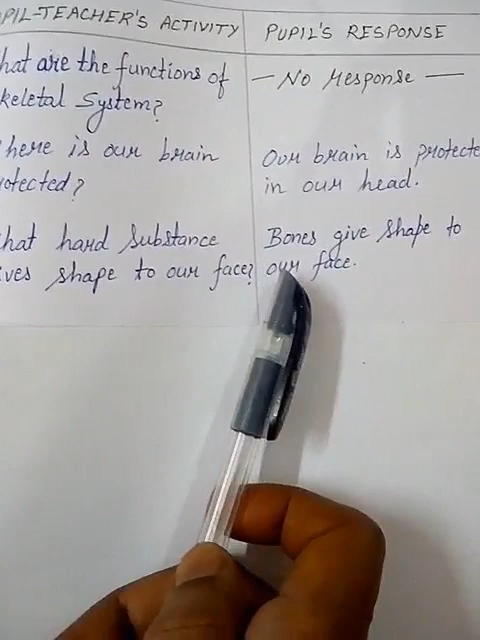 PIL-TEACHER'S ACTIVITY
PUPIL'S RESPONSE
hat are the functions of
keletal System?
— No response —
here is our brain
otected?
Our brain is protecte
in our head.
hat hard Substance
ives shape to our face?
Bones give shape to
our face.